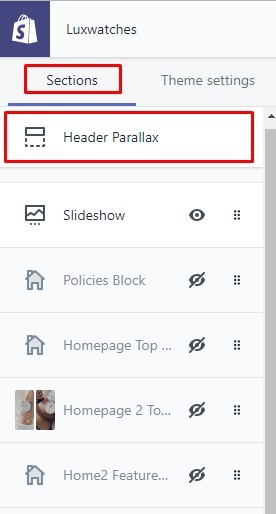 Luxwatches
Sections
Theme settings
Header Parallax
Slideshow
Policies Block
Homepage Top ...
Homepage 2 To...
Home2 Feature...